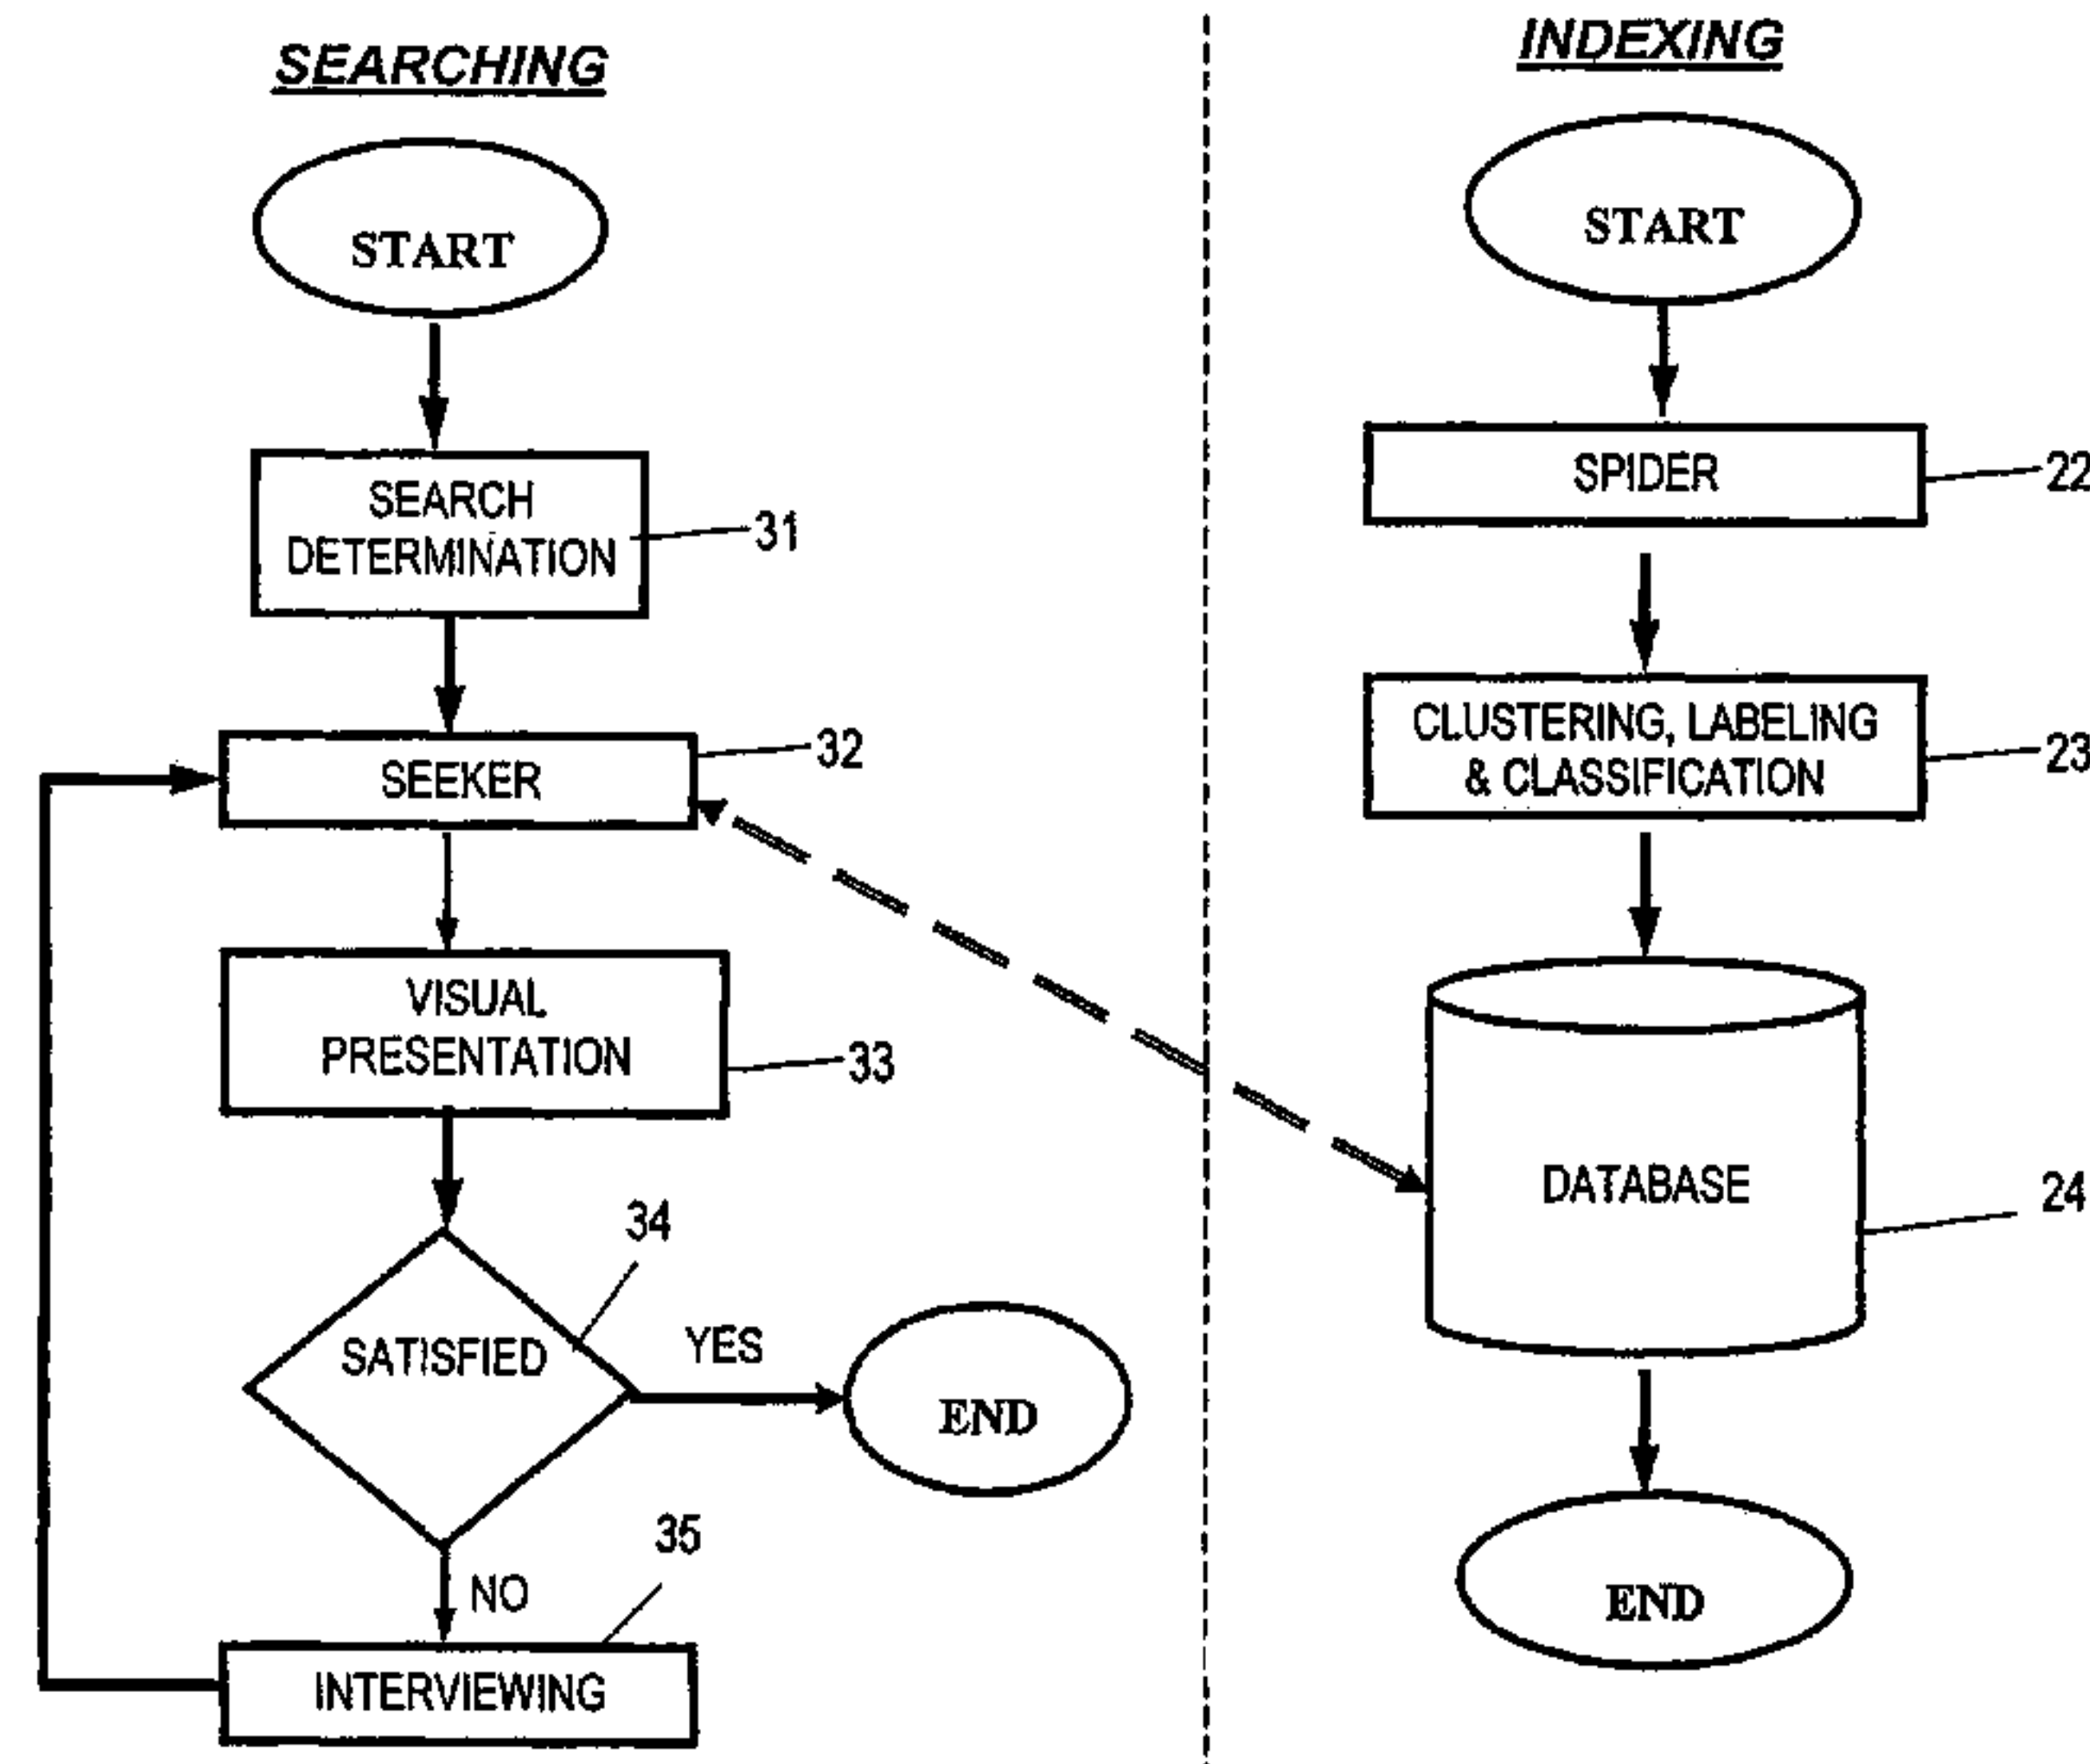 SEARCHING
START
SEARCH
DETERMINATION
31
SEEKER
32
VISUAL
PRESENTATION
33
34
SATISFIED
YES
END
NO
35
INTERVIEWING
INDEXING
START
SPIDER
22
CLUSTERING, LABELING
& CLASSIFICATION
23
DATABASE
24
END